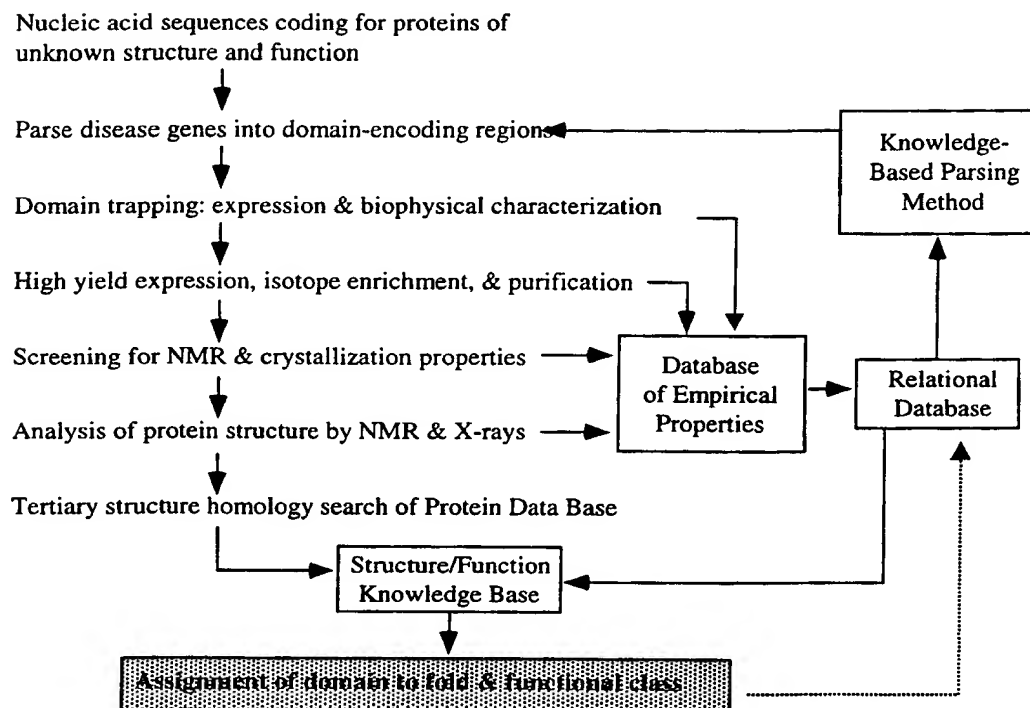 Nucleic acid sequences coding for proteins of
unknown structure and function
Parse disease genes into domain-encoding regions
Knowledge-
Based Parsing
Method
Domain trapping: expression & biophysical characterization
High yield expression, isotope enrichment, & purification
Screening for NMR & crystallization properties
Database
of Empirical
Properties
Relational
Database
Analysis of protein structure by NMR & X-rays
Tertiary structure homology search of Protein Data Base
Structure/Function
Knowledge Base
Assignment of domain to fold & functional class